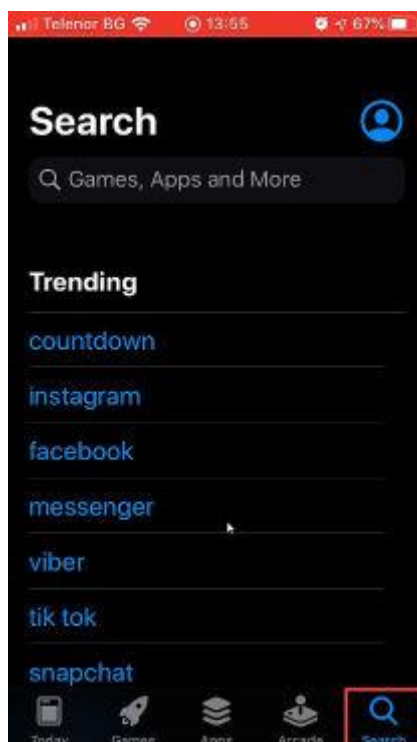 Telenor BG 13:55 67%
Search
Games, Apps and More
Trending
countdown
instagram
facebook
messenger
viber
tik tok
snapchat
Today Games Apps Arcade Search